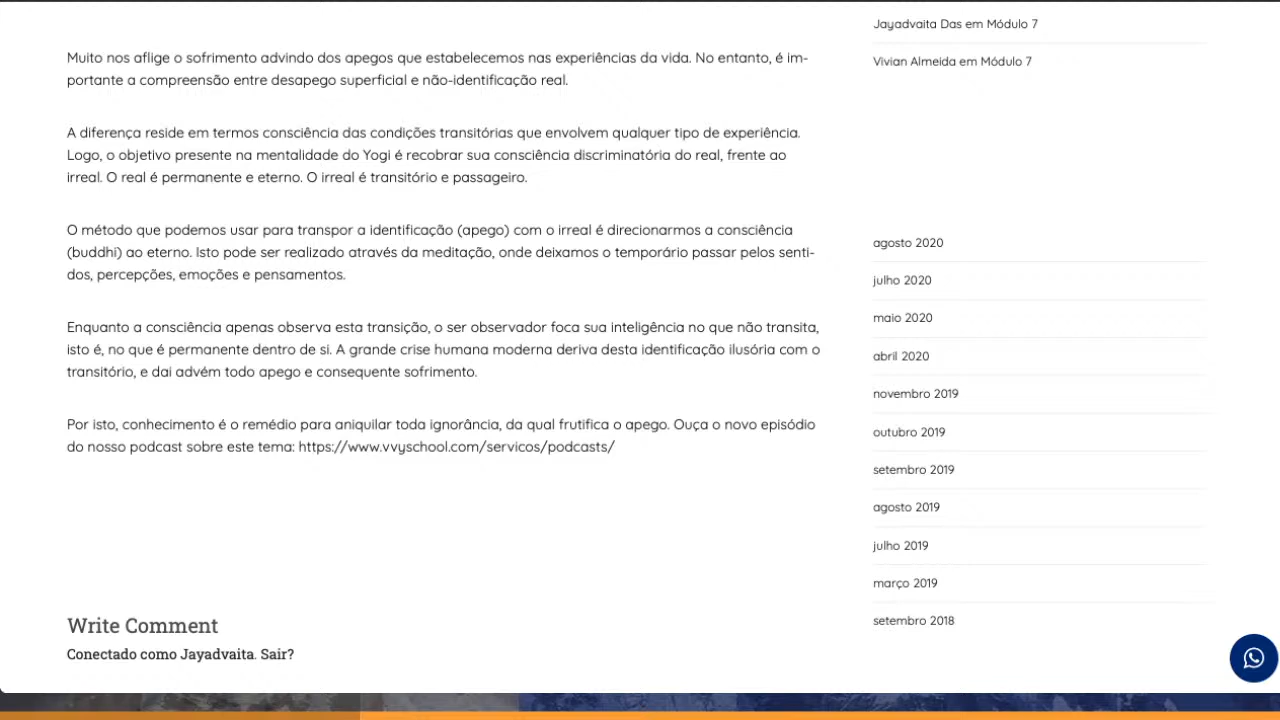 Muito nos aflige o sofrimento advindo dos apegos que estabelecemos nas experiências da vida. No entanto, é im-
portante a compreensão entre desapego superficial e não-identificação real.
A diferença reside em termos consciência das condições transitórias que envolvem qualquer tipo de experiência.
Logo, o objetivo presente na mentalidade do Yogi é recobrar sua consciência discriminatória do real, frente ao
irreal. O real é permanente e eterno. O irreal é transitório e passageiro.
O método que podemos usar para transpor a identificação (apego) com o irreal é direcionarmos a consciência
(buddhi) ao eterno. Isto pode ser realizado através da meditação, onde deixamos o temporário passar pelos senti-
dos, percepções, emoções e pensamentos.
Enquanto a consciência apenas observa esta transição, o ser observador foca sua inteligência no que não transita,
isto é, no que é permanente dentro de si. A grande crise humana moderna deriva desta identificação ilusória com o
transitório, e dai advém todo apego e consequente sofrimento.
Por isto, conhecimento é o remédio para aniquilar toda ignorância, da qual frutifica o apego. Ouça o novo episódio
do nosso podcast sobre este tema: https://www.vvyschool.com/servicos/podcasts/
Write Comment
Conectado como Jayadvaita. Sair?
Jayadvaita Das em Módulo 7
Vivian Almeida em Módulo 7
agosto 2020
julho 2020
maio 2020
abril 2020
novembro 2019
outubro 2019
setembro 2019
agosto 2019
julho 2019
março 2019
setembro 2018